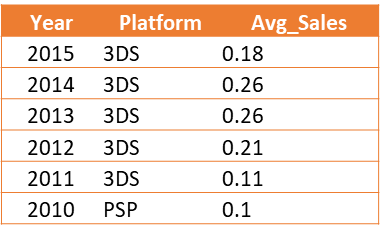 Year Platform Avg_Sales
2015 3DS 0.18
2014 3DS 0.26
2013 3DS 0.26
2012 3DS 0.21
2011 3DS 0.11
2010 PSP 0.1